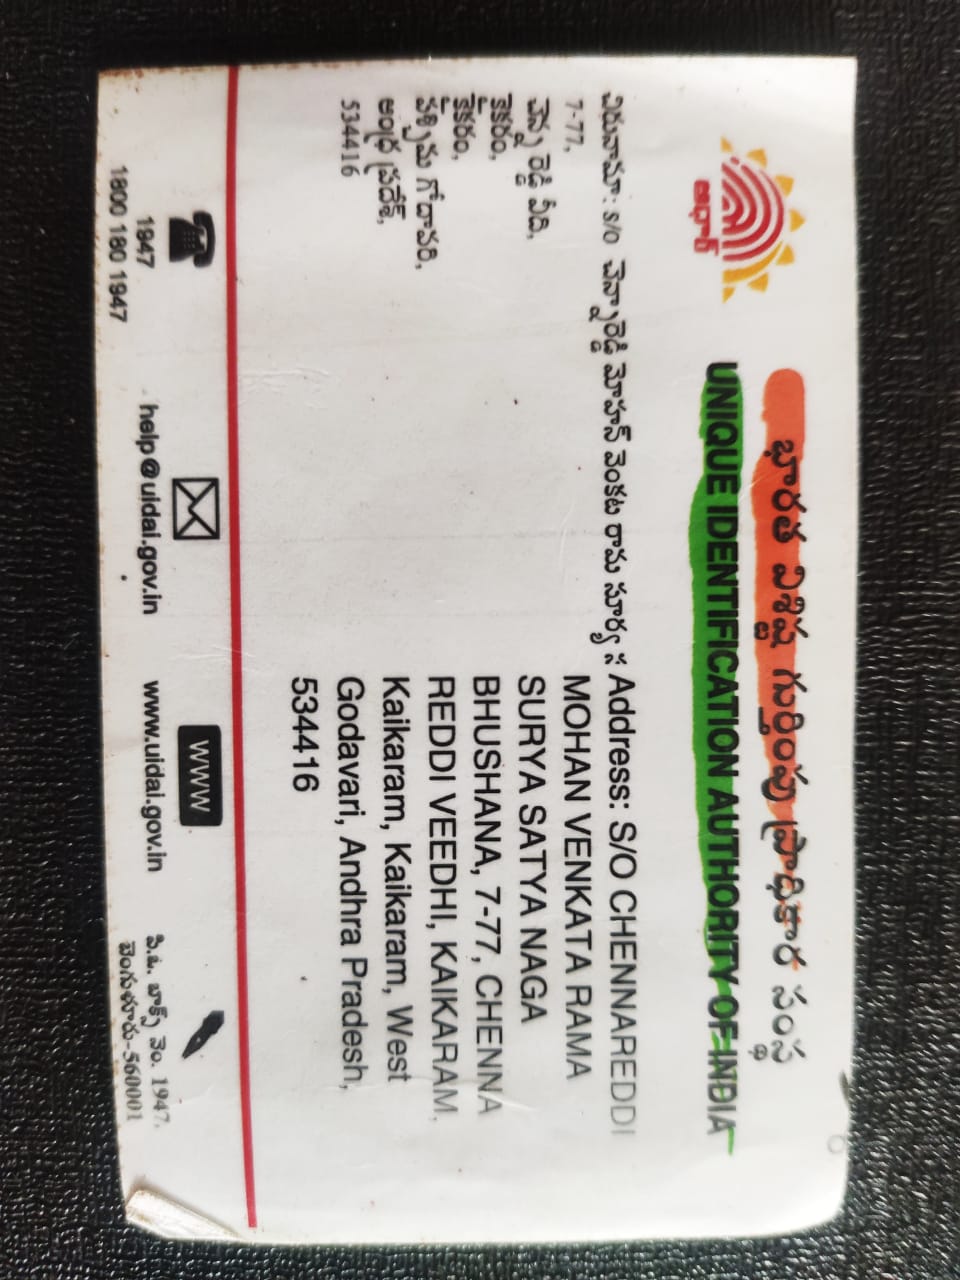 భారత విశిష్ట గుర్తింపు ప్రాధికార సంస్థ
UNIQUE IDENTIFICATION AUTHORITY OF INDIA
ఆధార్
చిరునామా: S/O చెన్నారెడ్డి మోహన్ వెంకట రామ సూర్య స
7-77,
చెన్న రెడ్డి వీది,
కైకరం,
కైకరం,
పశ్చిమ గోదావరి,
ఆంధ్ర ప్రదేశ్,
534416
Address: S/O CHENNAREDDI
MOHAN VENKATA RAMA
SURYA SATYA NAGA
BHUSHANA, 7-77, CHENNA
REDDI VEEDHI, KAIKARAM,
Kaikaram, Kaikaram, West
Godavari, Andhra Pradesh,
534416
1947
1800 180 1947
help@uidai.gov.in
WWW
www.uidai.gov.in
పి.ఓ. బాక్స్ నెం. 1947,
బెంగుళూరు-560001